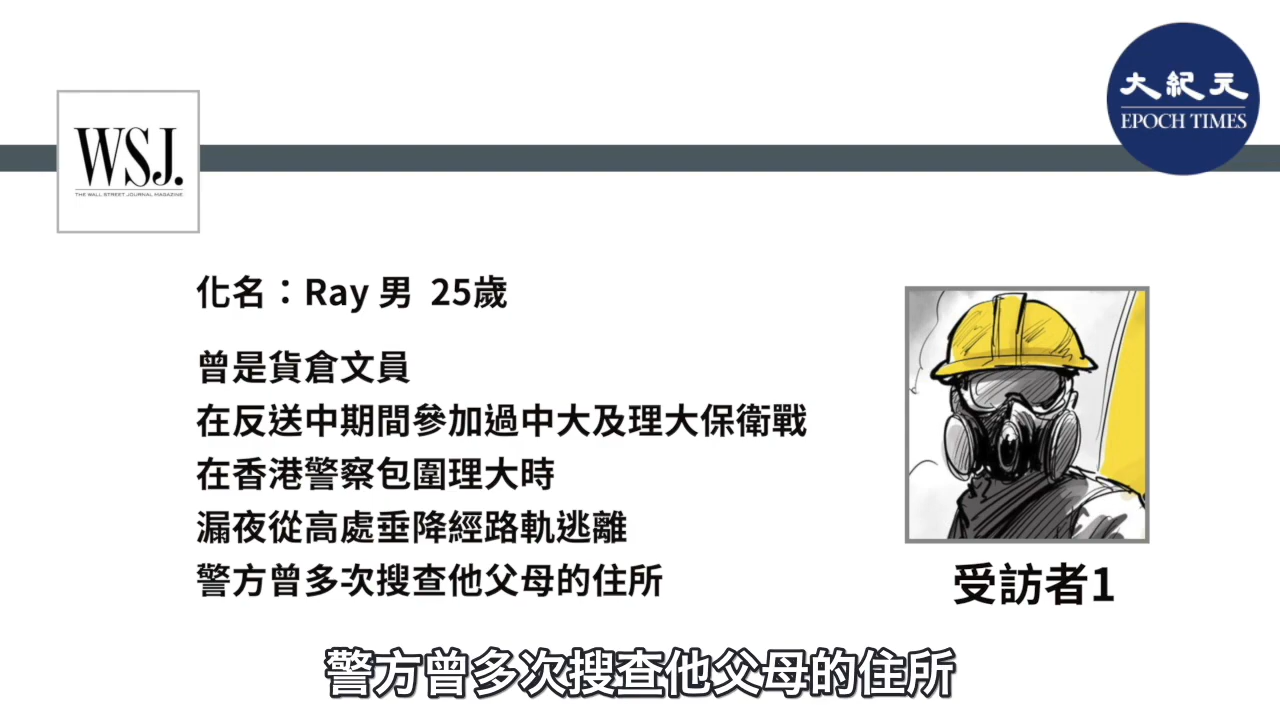 大紀元
EPOCH TIMES
WSJ.
THE WALL STREET JOURNAL MAGAZINE
化名：Ray 男 25歲
曾是貨倉文員
在反送中期間參加過中大及理大保衛戰
在香港警察包圍理大時
漏夜從高處垂降經路軌逃離
警方曾多次搜查他父母的住所
受訪者1
警方曾多次搜查他父母的住所